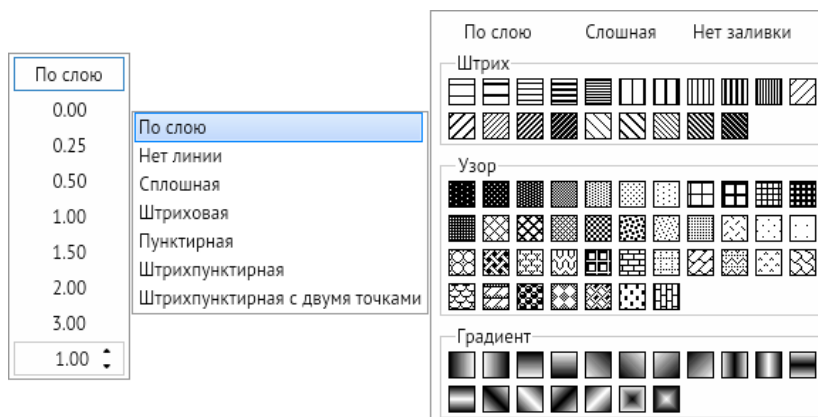 По слою
0.00
0.25
0.50
1.00
1.50
2.00
3.00
1.00
По слою
Нет линии
Сплошная
Штриховая
Пунктирная
Штрихпунктирная
Штрихпунктирная с двумя точками
По слою Слошная Нет заливки
Штрих
Узор
Градиент